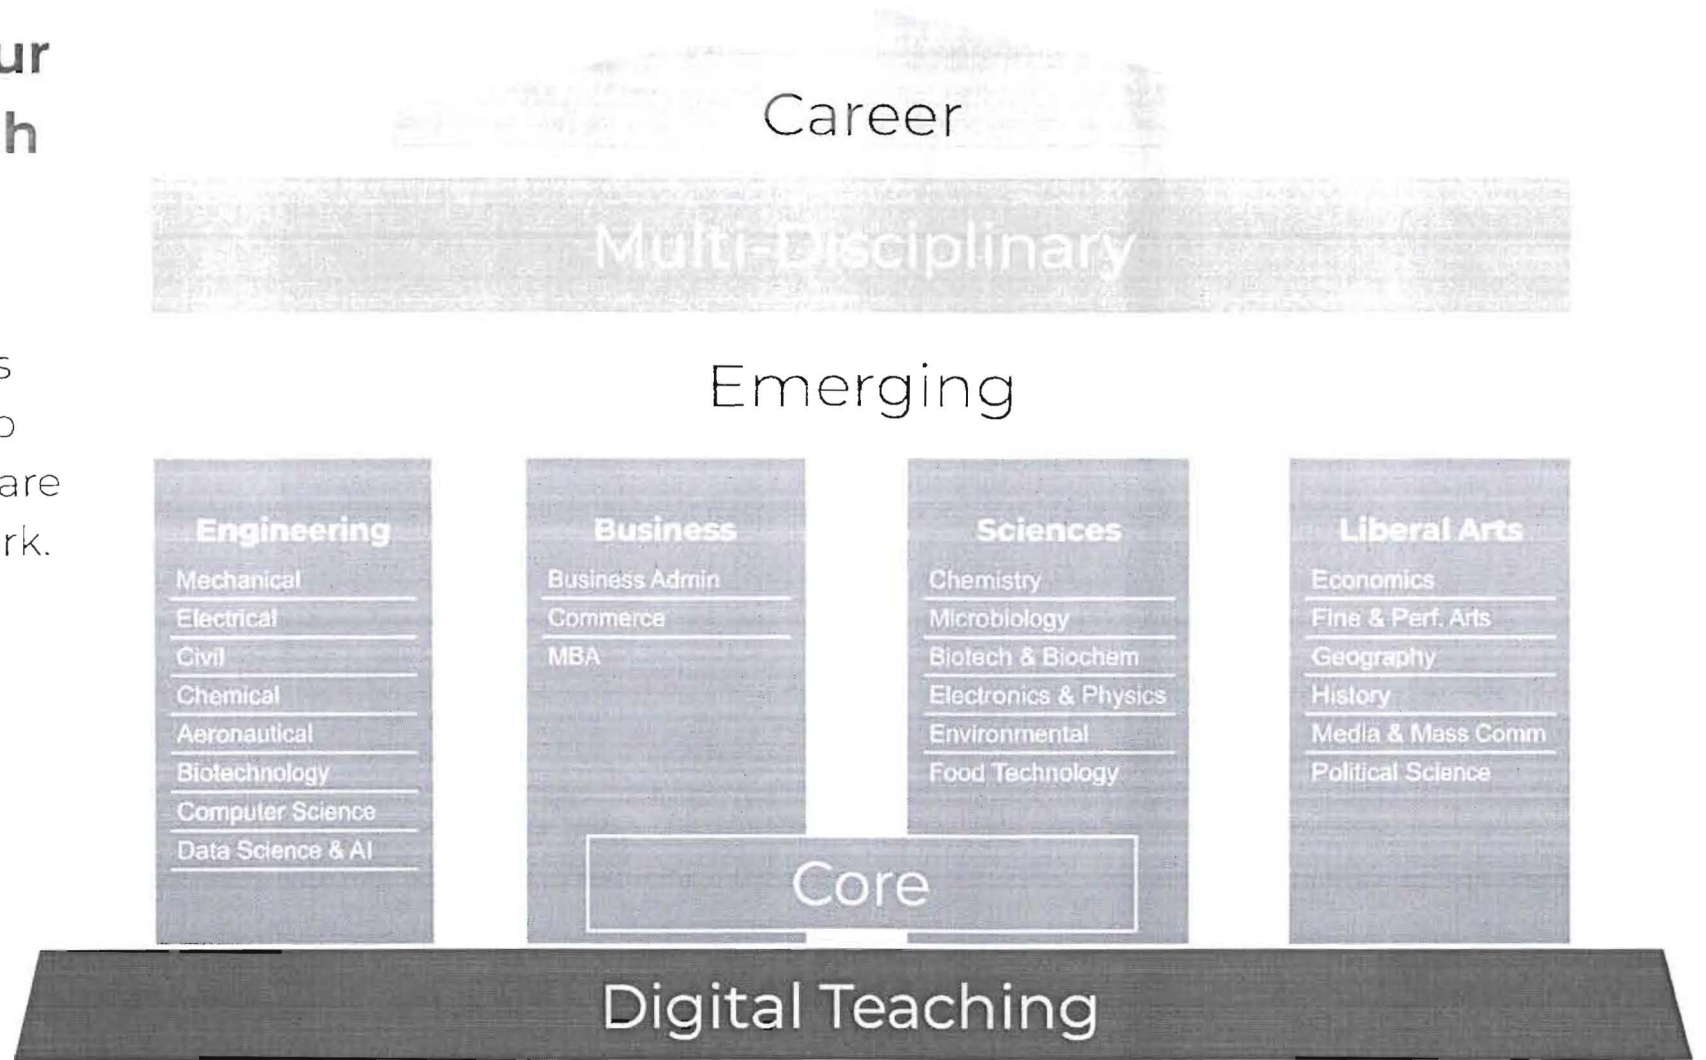 ur
h
s
o
are
rk.
Career
Multi-Disciplinary
Emerging
Engineering
Mechanical
Electrical
Civil
Chemical
Aeronautical
Biotechnology
Computer Science
Data Science & AI
Business
Business Admin
Commerce
MBA
Sciences
Chemistry
Microbiology
Biotech & Biochem
Electronics & Physics
Environmental
Food Technology
Liberal Arts
Economics
Fine & Perf. Arts
Geography
History
Media & Mass Comm
Political Science
Core
Digital Teaching